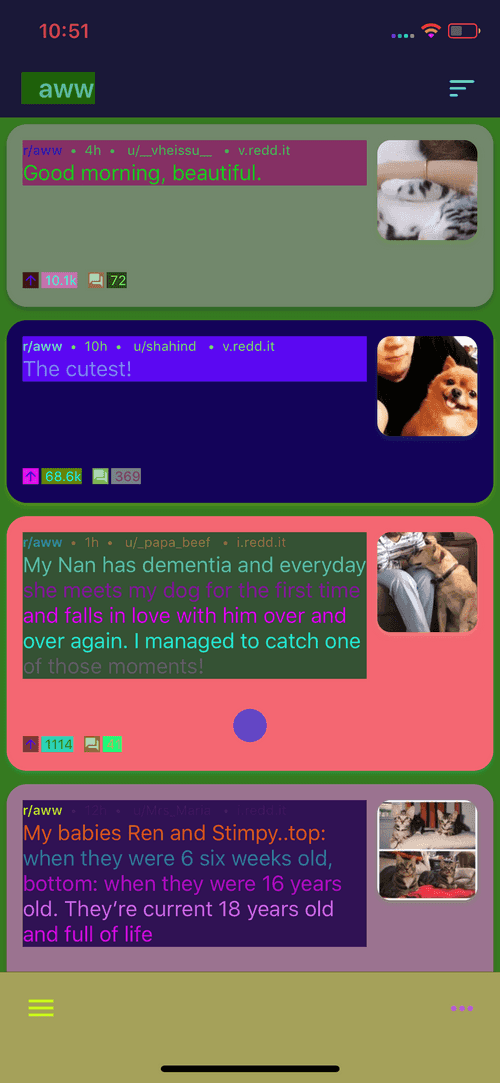 10:51
aww
r/aww • 4h • u/__vheissu__ • v.redd.it
Good morning, beautiful.
10.1k 72
r/aww • 10h • u/shahind • v.redd.it
The cutest!
68.6k 369
r/aww • 1h • u/_papa_beef • i.redd.it
My Nan has dementia and everyday
she meets my dog for the first time
and falls in love with him over and
over again. I managed to catch one
of those moments!
1114
r/aww • 12h • u/Mrs_Maria • i.redd.it
My babies Ren and Stimpy..top:
when they were 6 six weeks old,
bottom: when they were 16 years
old. They’re current 18 years old
and full of life